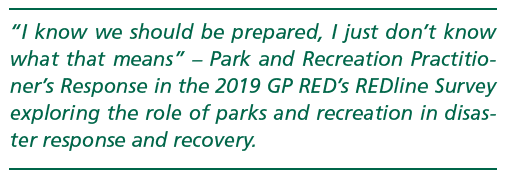 “I know we should be prepared, I just don’t know
what that means” – Park and Recreation Practitio-
ner’s Response in the 2019 GP RED’s REDline Survey
exploring the role of parks and recreation in disas-
ter response and recovery.